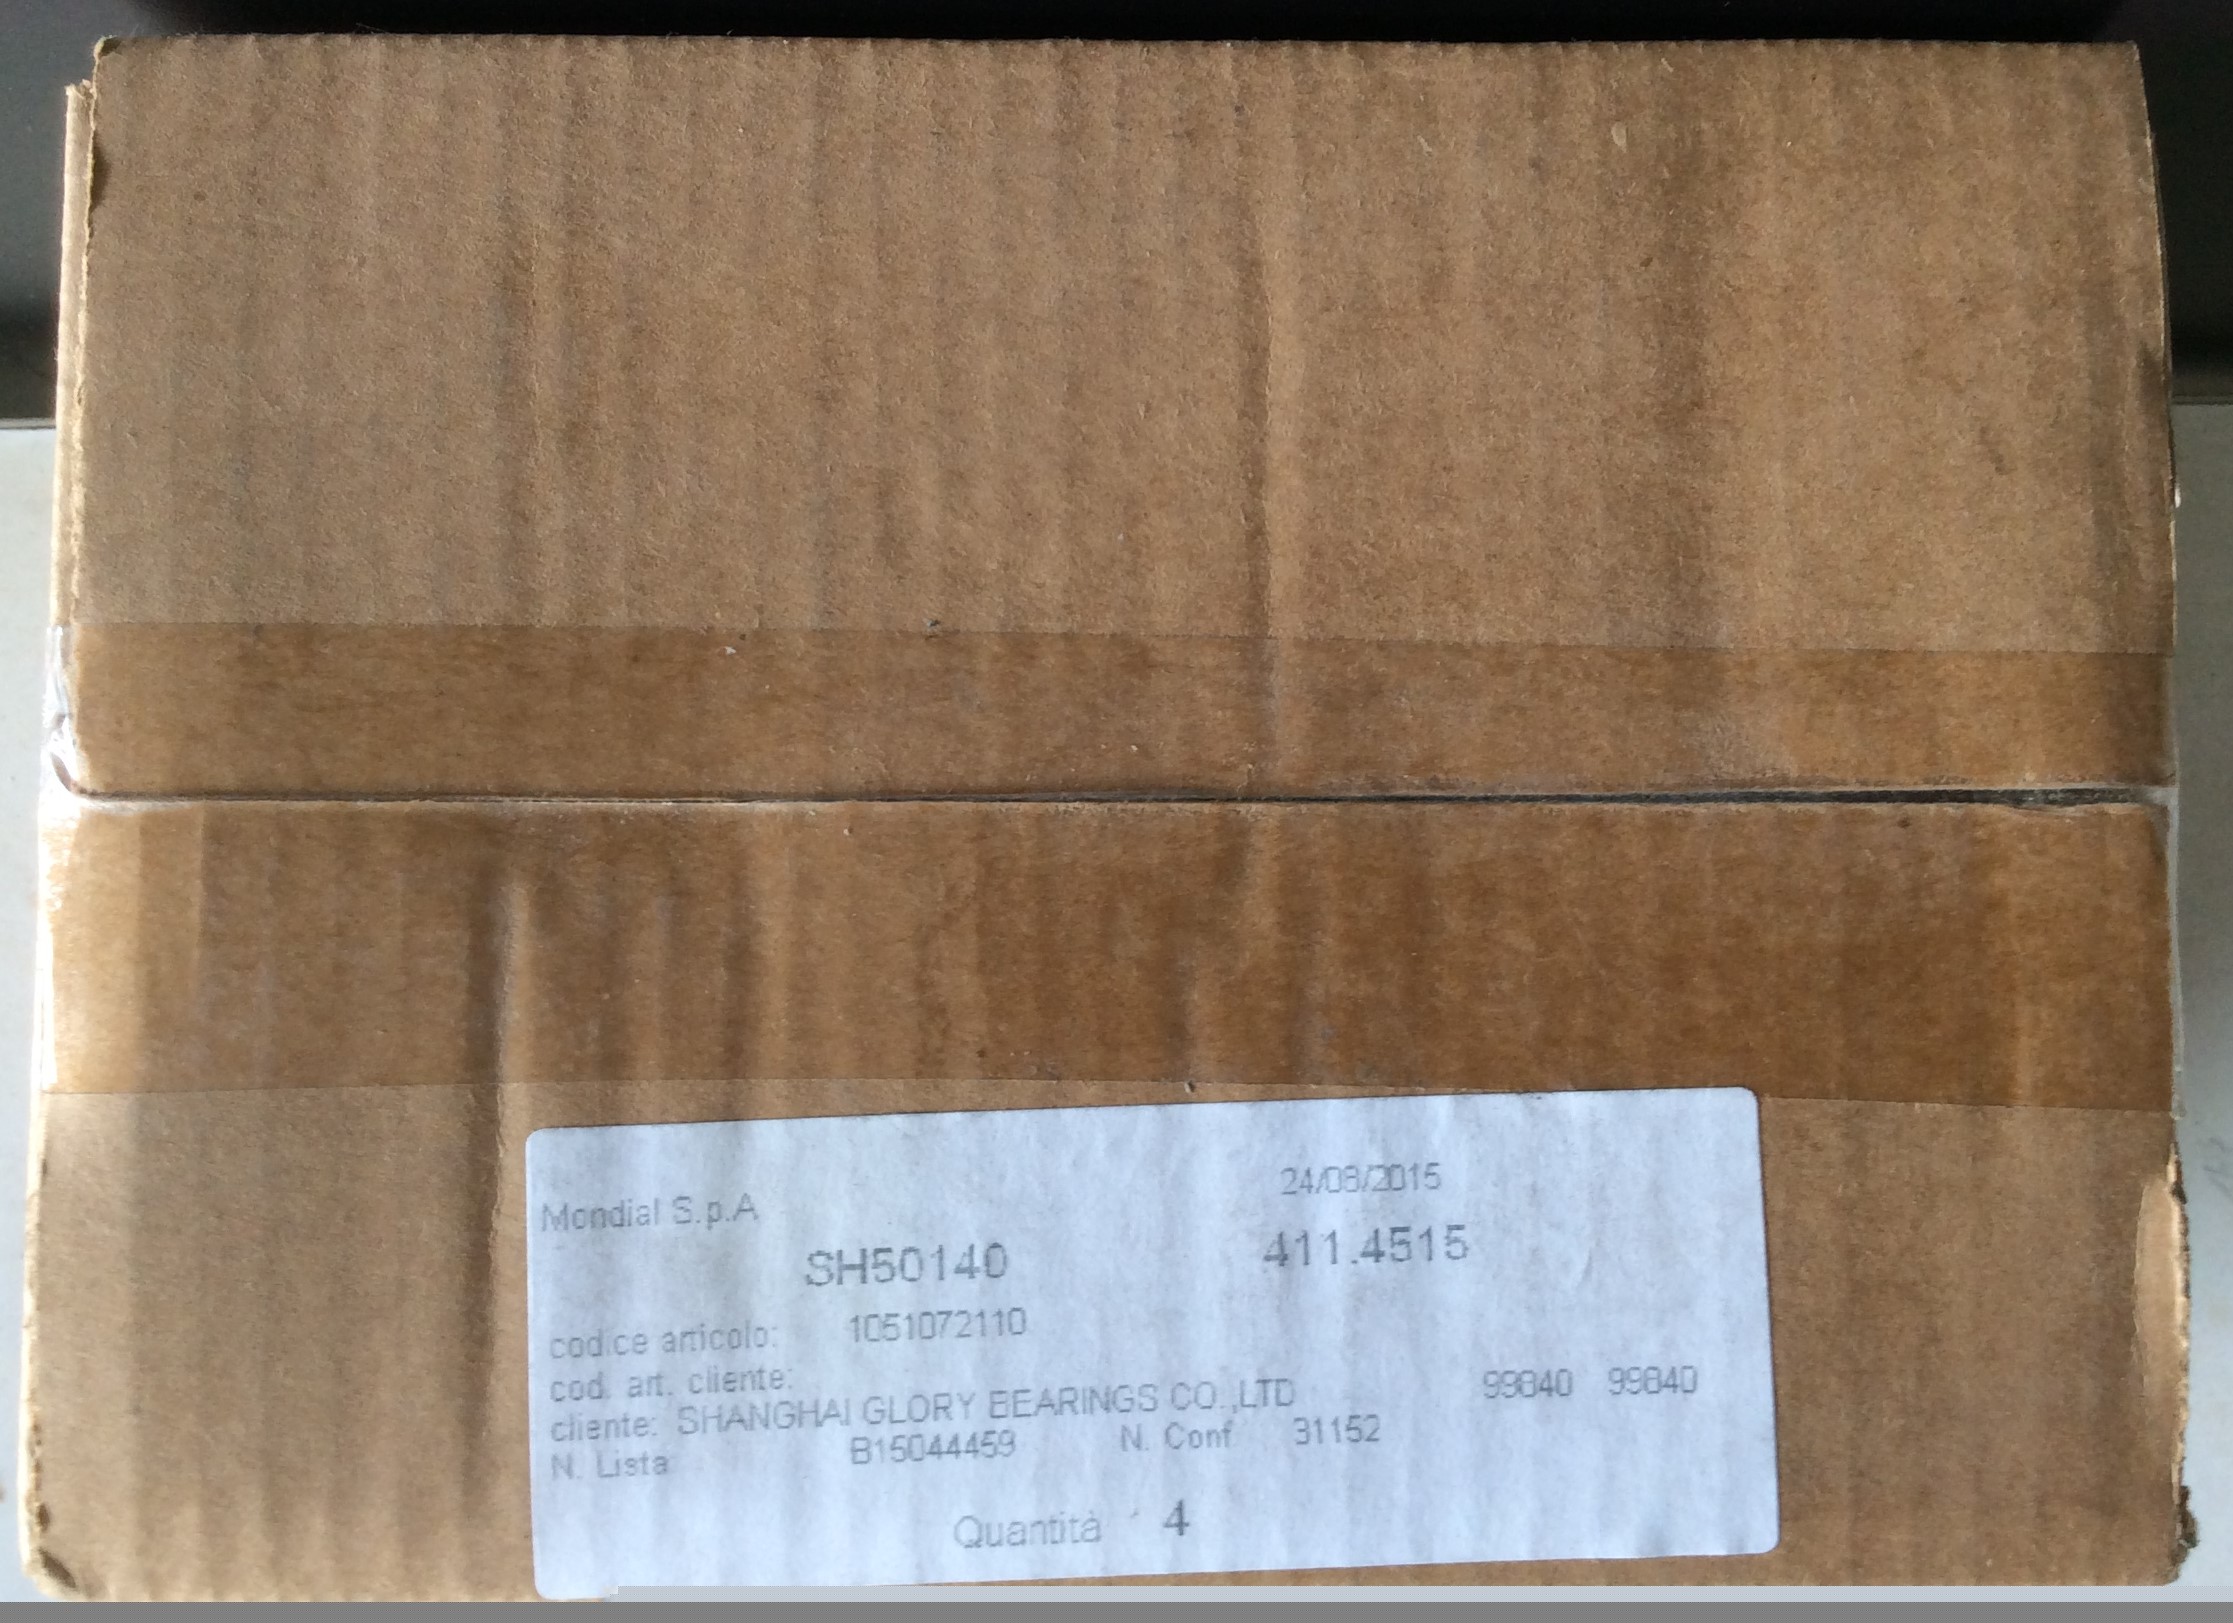 24/08/2015
Mondial S.p.A
SH50140 411.4515
codice articolo: 1051072110
cod. art. cliente:
cliente: SHANGHAI GLORY BEARINGS CO.,LTD 99840 99840
N. Lista B15044459 N. Conf 31152
Quantità 4